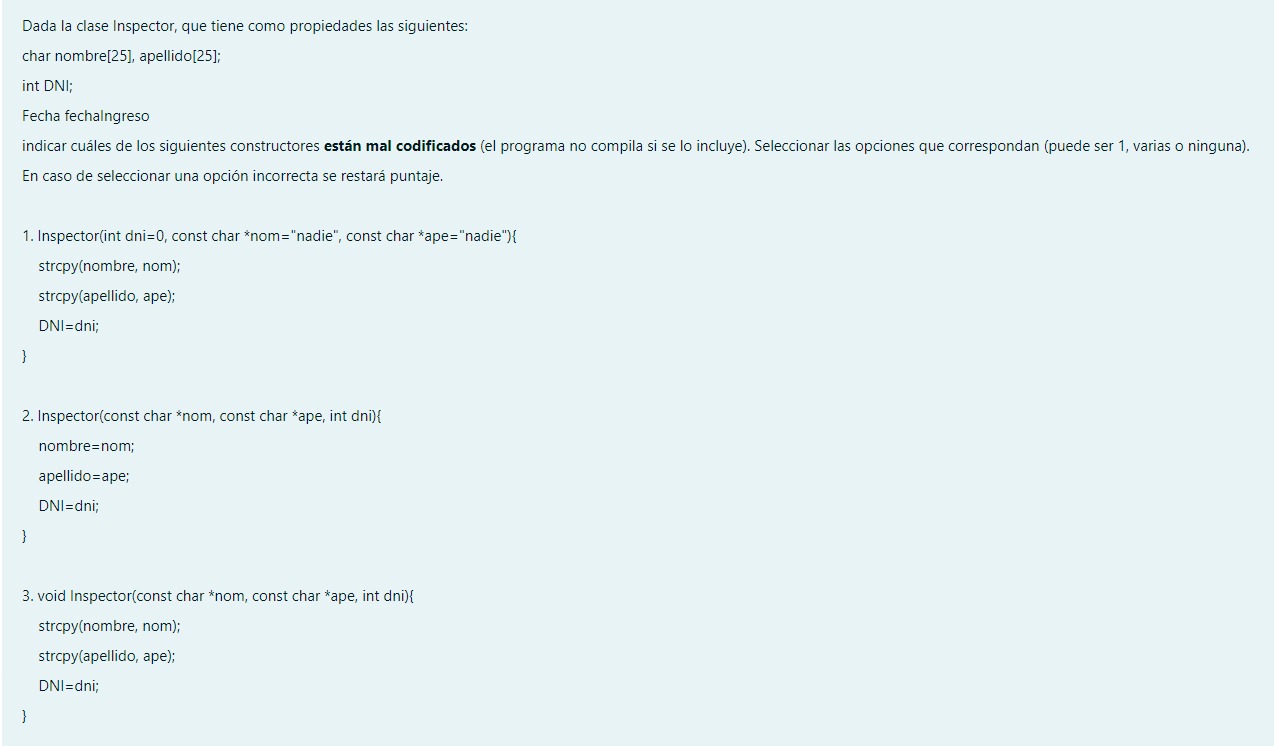 Dada la clase Inspector, que tiene como propiedades las siguientes:
char nombre[25], apellido[25];
int DNI;
Fecha fechaIngreso
indicar cuáles de los siguientes constructores están mal codificados (el programa no compila si se lo incluye). Seleccionar las opciones que correspondan (puede ser 1, varias o ninguna).
En caso de seleccionar una opción incorrecta se restará puntaje.
1. Inspector(int dni=0, const char *nom="nadie", const char *ape="nadie"){
strcpy(nombre, nom);
strcpy(apellido, ape);
DNI=dni;
}
2. Inspector(const char *nom, const char *ape, int dni){
nombre=nom;
apellido=ape;
DNI=dni;
}
3. void Inspector(const char *nom, const char *ape, int dni){
strcpy(nombre, nom);
strcpy(apellido, ape);
DNI=dni;
}